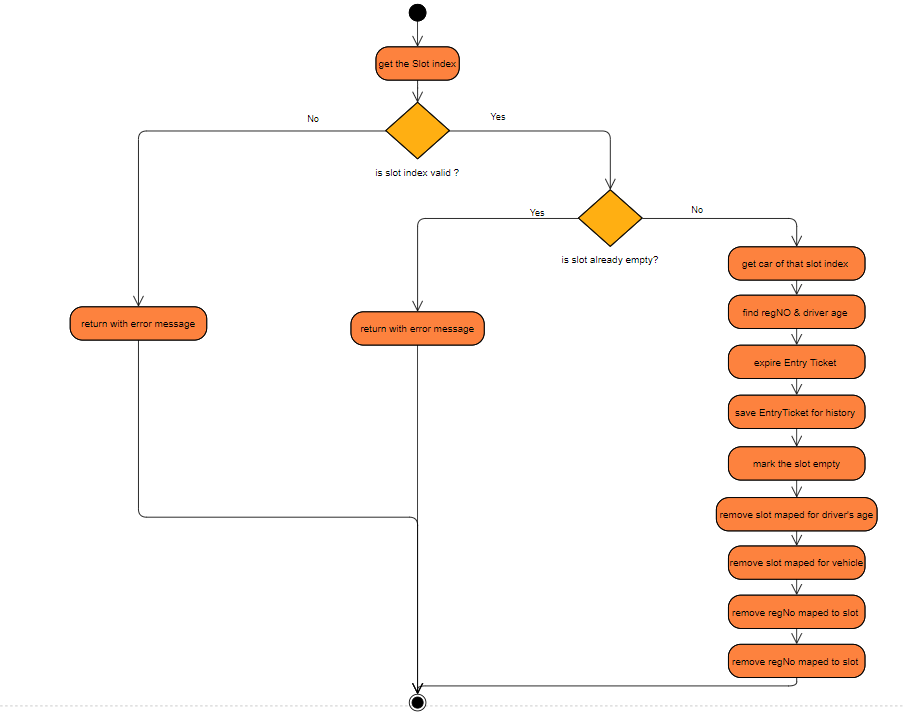 get the Slot index
No
Yes
is slot index valid ?
Yes
No
is slot already empty?
get car of that slot index
find regNO & driver age
return with error message
return with error message
expire Entry Ticket
save EntryTicket for history
mark the slot empty
remove slot maped for driver's age
remove slot maped for vehicle
remove regNo maped to slot
remove regNo maped to slot